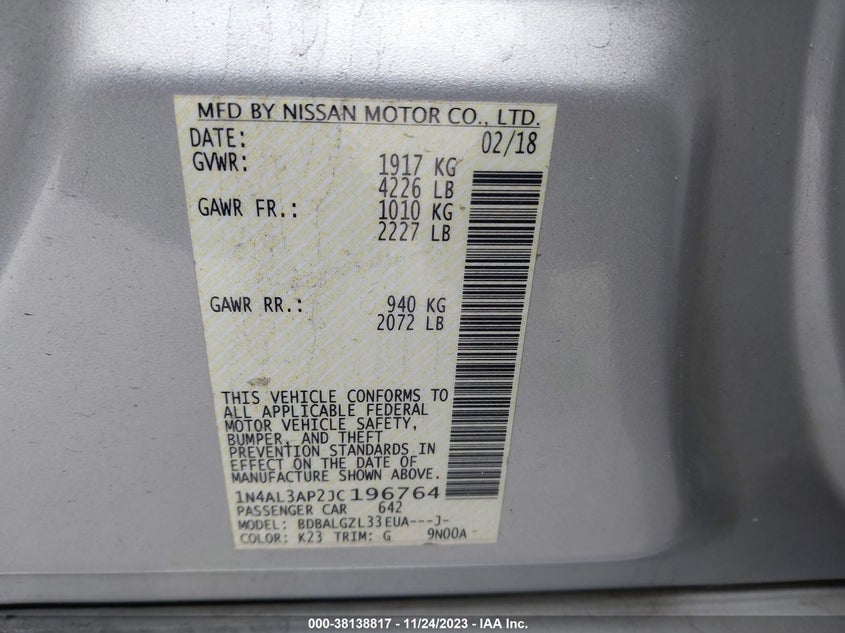 MFD BY NISSAN MOTOR CO., LTD.
DATE: 02/18
GVWR: 1917 KG
4226 LB
GAWR FR.: 1010 KG
2227 LB
GAWR RR.: 940 KG
2072 LB
THIS VEHICLE CONFORMS TO
ALL APPLICABLE FEDERAL
MOTOR VEHICLE SAFETY,
BUMPER, AND THEFT
PREVENTION STANDARDS IN
EFFECT ON THE DATE OF
MANUFACTURE SHOWN ABOVE.
1N4AL3AP2JC196764
PASSENGER CAR 642
MODEL: BDBALGZL33EUA---J-
COLOR: K23 TRIM: G 9N00A
000-38138817 - 11/24/2023 - IAA Inc.